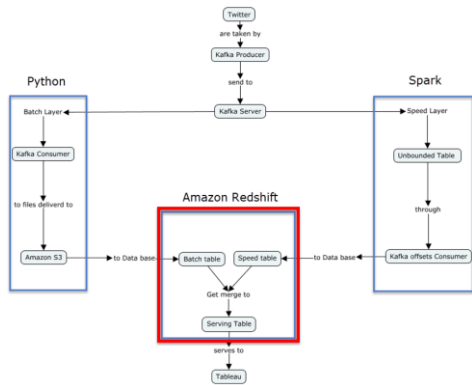 Twitter
are taken by
Kafka Producer
send to
Kafka Server
Python
Batch Layer
Kafka Consumer
to files deliverd to
Amazon S3
to Data base
Spark
Speed Layer
Unbounded Table
through
Kafka offsets Consumer
to Data base
Amazon Redshift
Batch table
Speed table
Get merge to
Serving Table
serves to
Tableau